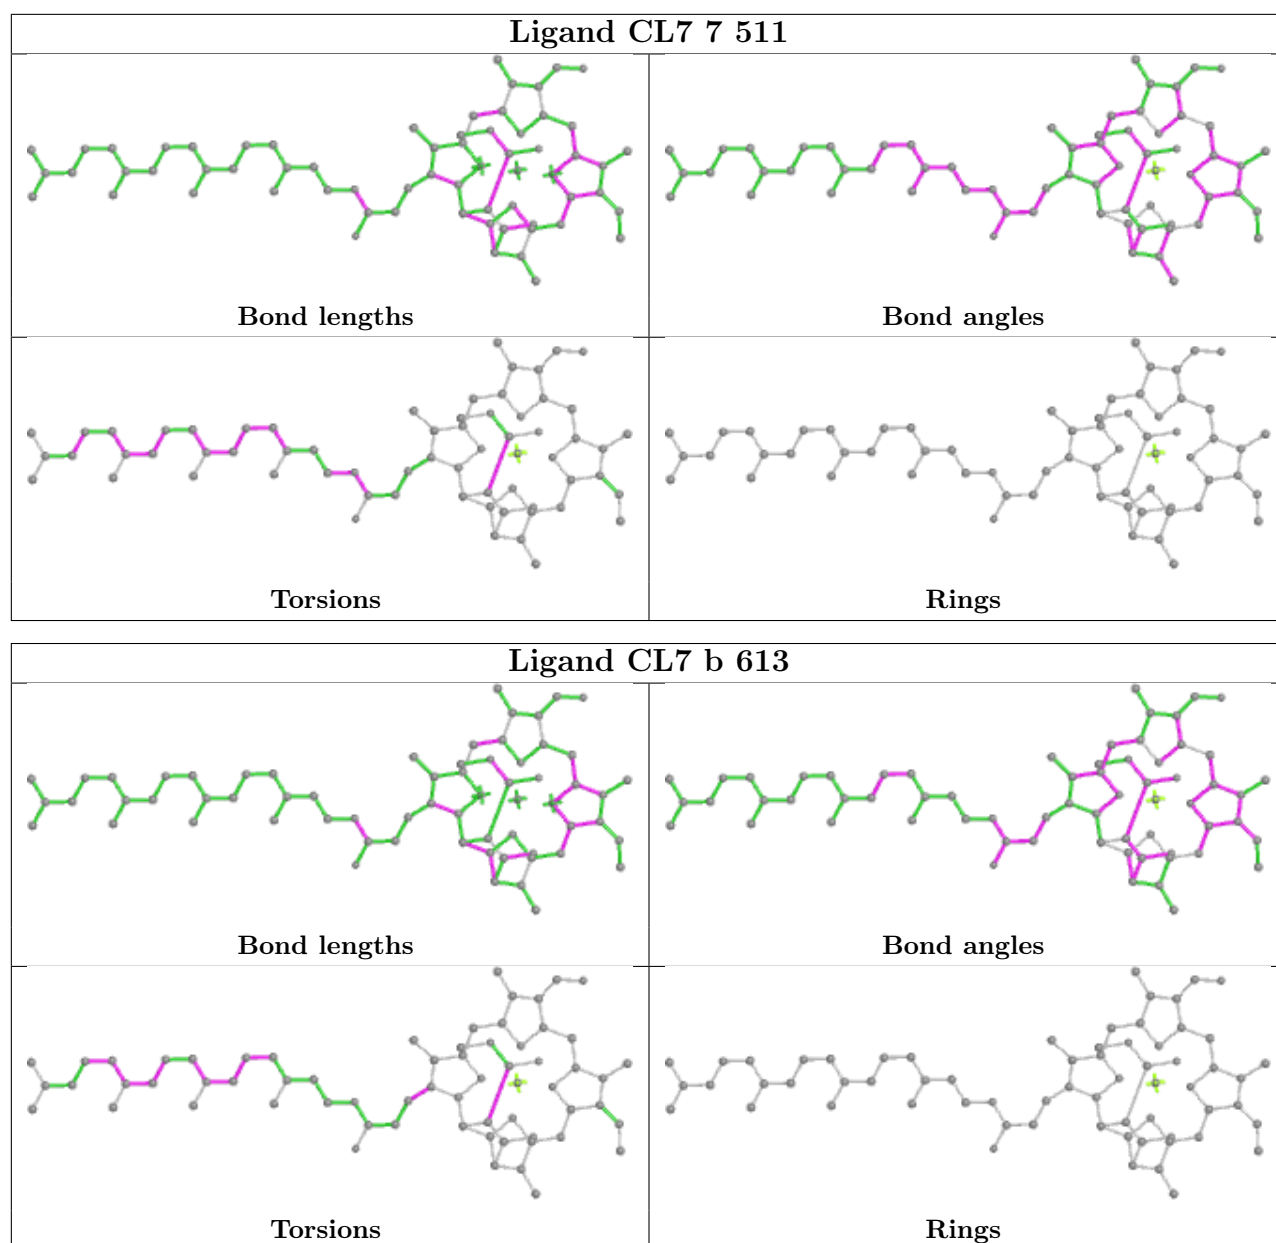 Ligand CL7 7 511
Bond lengths
Bond angles
Torsions
Rings
Ligand CL7 b 613
Bond lengths
Bond angles
Torsions
Rings